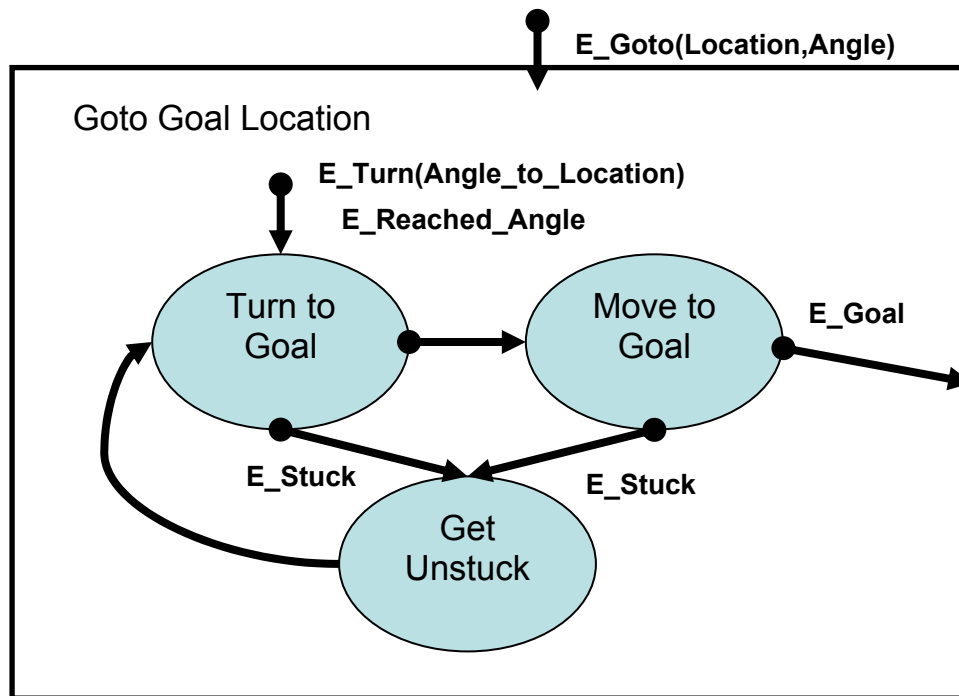 E_Goto(Location,Angle)
Goto Goal Location
E_Turn(Angle_to_Location)
E_Reached_Angle
Turn to
Goal
Move to
Goal
E_Goal
E_Stuck
E_Stuck
Get
Unstuck